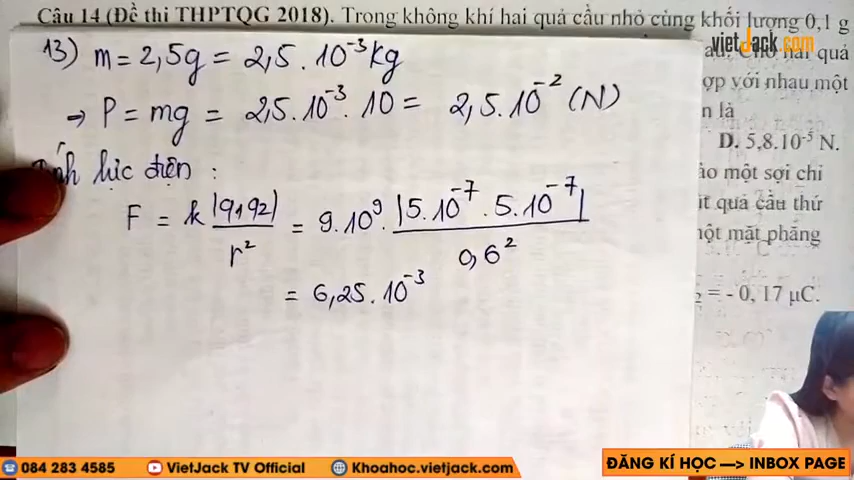 Câu 14 (Đề thi THPTQG 2018). Trong không khí hai quả cầu nhỏ cùng khối lượng 0,1 g
vietJack.com
13) m = 2,5g = 2,5 . 10⁻³ kg
au. Cho hai quả
ợp với nhau một
→ P = mg = 2,5.10⁻³. 10 = 2,5.10⁻² (N)
n là
D. 5,8.10⁻⁵ N.
lực điện :
ào một sợi chi
F = k |q₁q₂| / r² = 9.10⁹. |5.10⁻⁷ . 5.10⁻⁷| / 0,6²
ít quả cầu thứ
một mặt phẳng
= 6,25.10⁻³
₂ = - 0, 17 µC.
084 283 4585 VietJack TV Official Khoahoc.vietjack.com
ĐĂNG KÍ HỌC —> INBOX PAGE